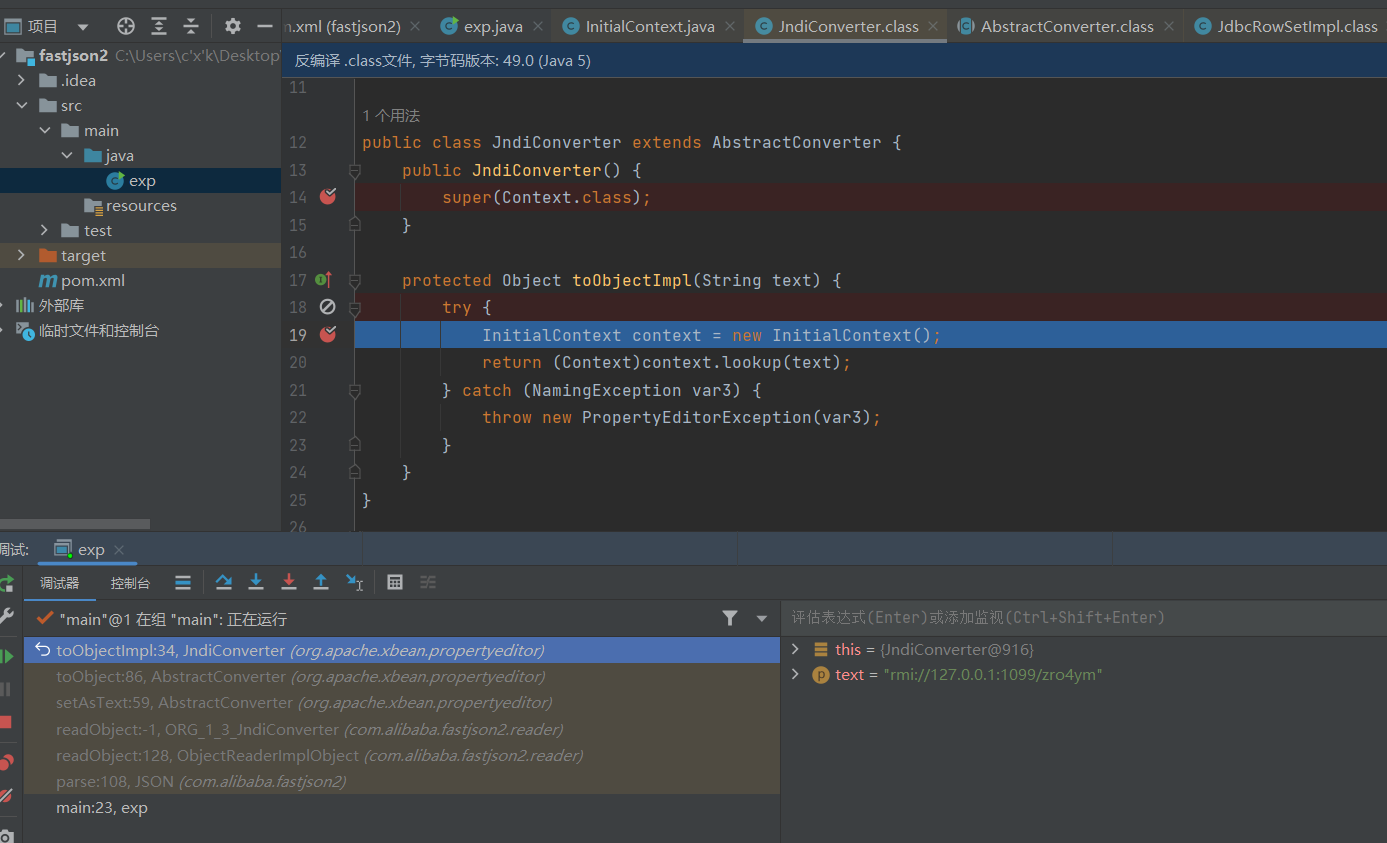 项目
n.xml (fastjson2)
exp.java
InitialContext.java
JndiConverter.class
AbstractConverter.class
JdbcRowSetImpl.class
fastjson2 C:\Users\c'x'k\Desktop
.idea
src
main
java
exp
resources
test
target
pom.xml
外部库
临时文件和控制台
反编译 .class文件, 字节码版本: 49.0 (Java 5)
11
1 个用法
12 public class JndiConverter extends AbstractConverter {
13 public JndiConverter() {
14 super(Context.class);
15 }
16
17 protected Object toObjectImpl(String text) {
18 try {
19 InitialContext context = new InitialContext();
20 return (Context)context.lookup(text);
21 } catch (NamingException var3) {
22 throw new PropertyEditorException(var3);
23 }
24 }
25 }
26
调试: exp
调试器 控制台
"main"@1 在组 "main": 正在运行
toObjectImpl:34, JndiConverter (org.apache.xbean.propertyeditor)
toObject:86, AbstractConverter (org.apache.xbean.propertyeditor)
setAsText:59, AbstractConverter (org.apache.xbean.propertyeditor)
readObject:-1, ORG_1_3_JndiConverter (com.alibaba.fastjson2.reader)
readObject:128, ObjectReaderImplObject (com.alibaba.fastjson2.reader)
parse:108, JSON (com.alibaba.fastjson2)
main:23, exp
评估表达式(Enter)或添加监视(Ctrl+Shift+Enter)
this = {JndiConverter@916}
text = "rmi://127.0.0.1:1099/zro4ym"